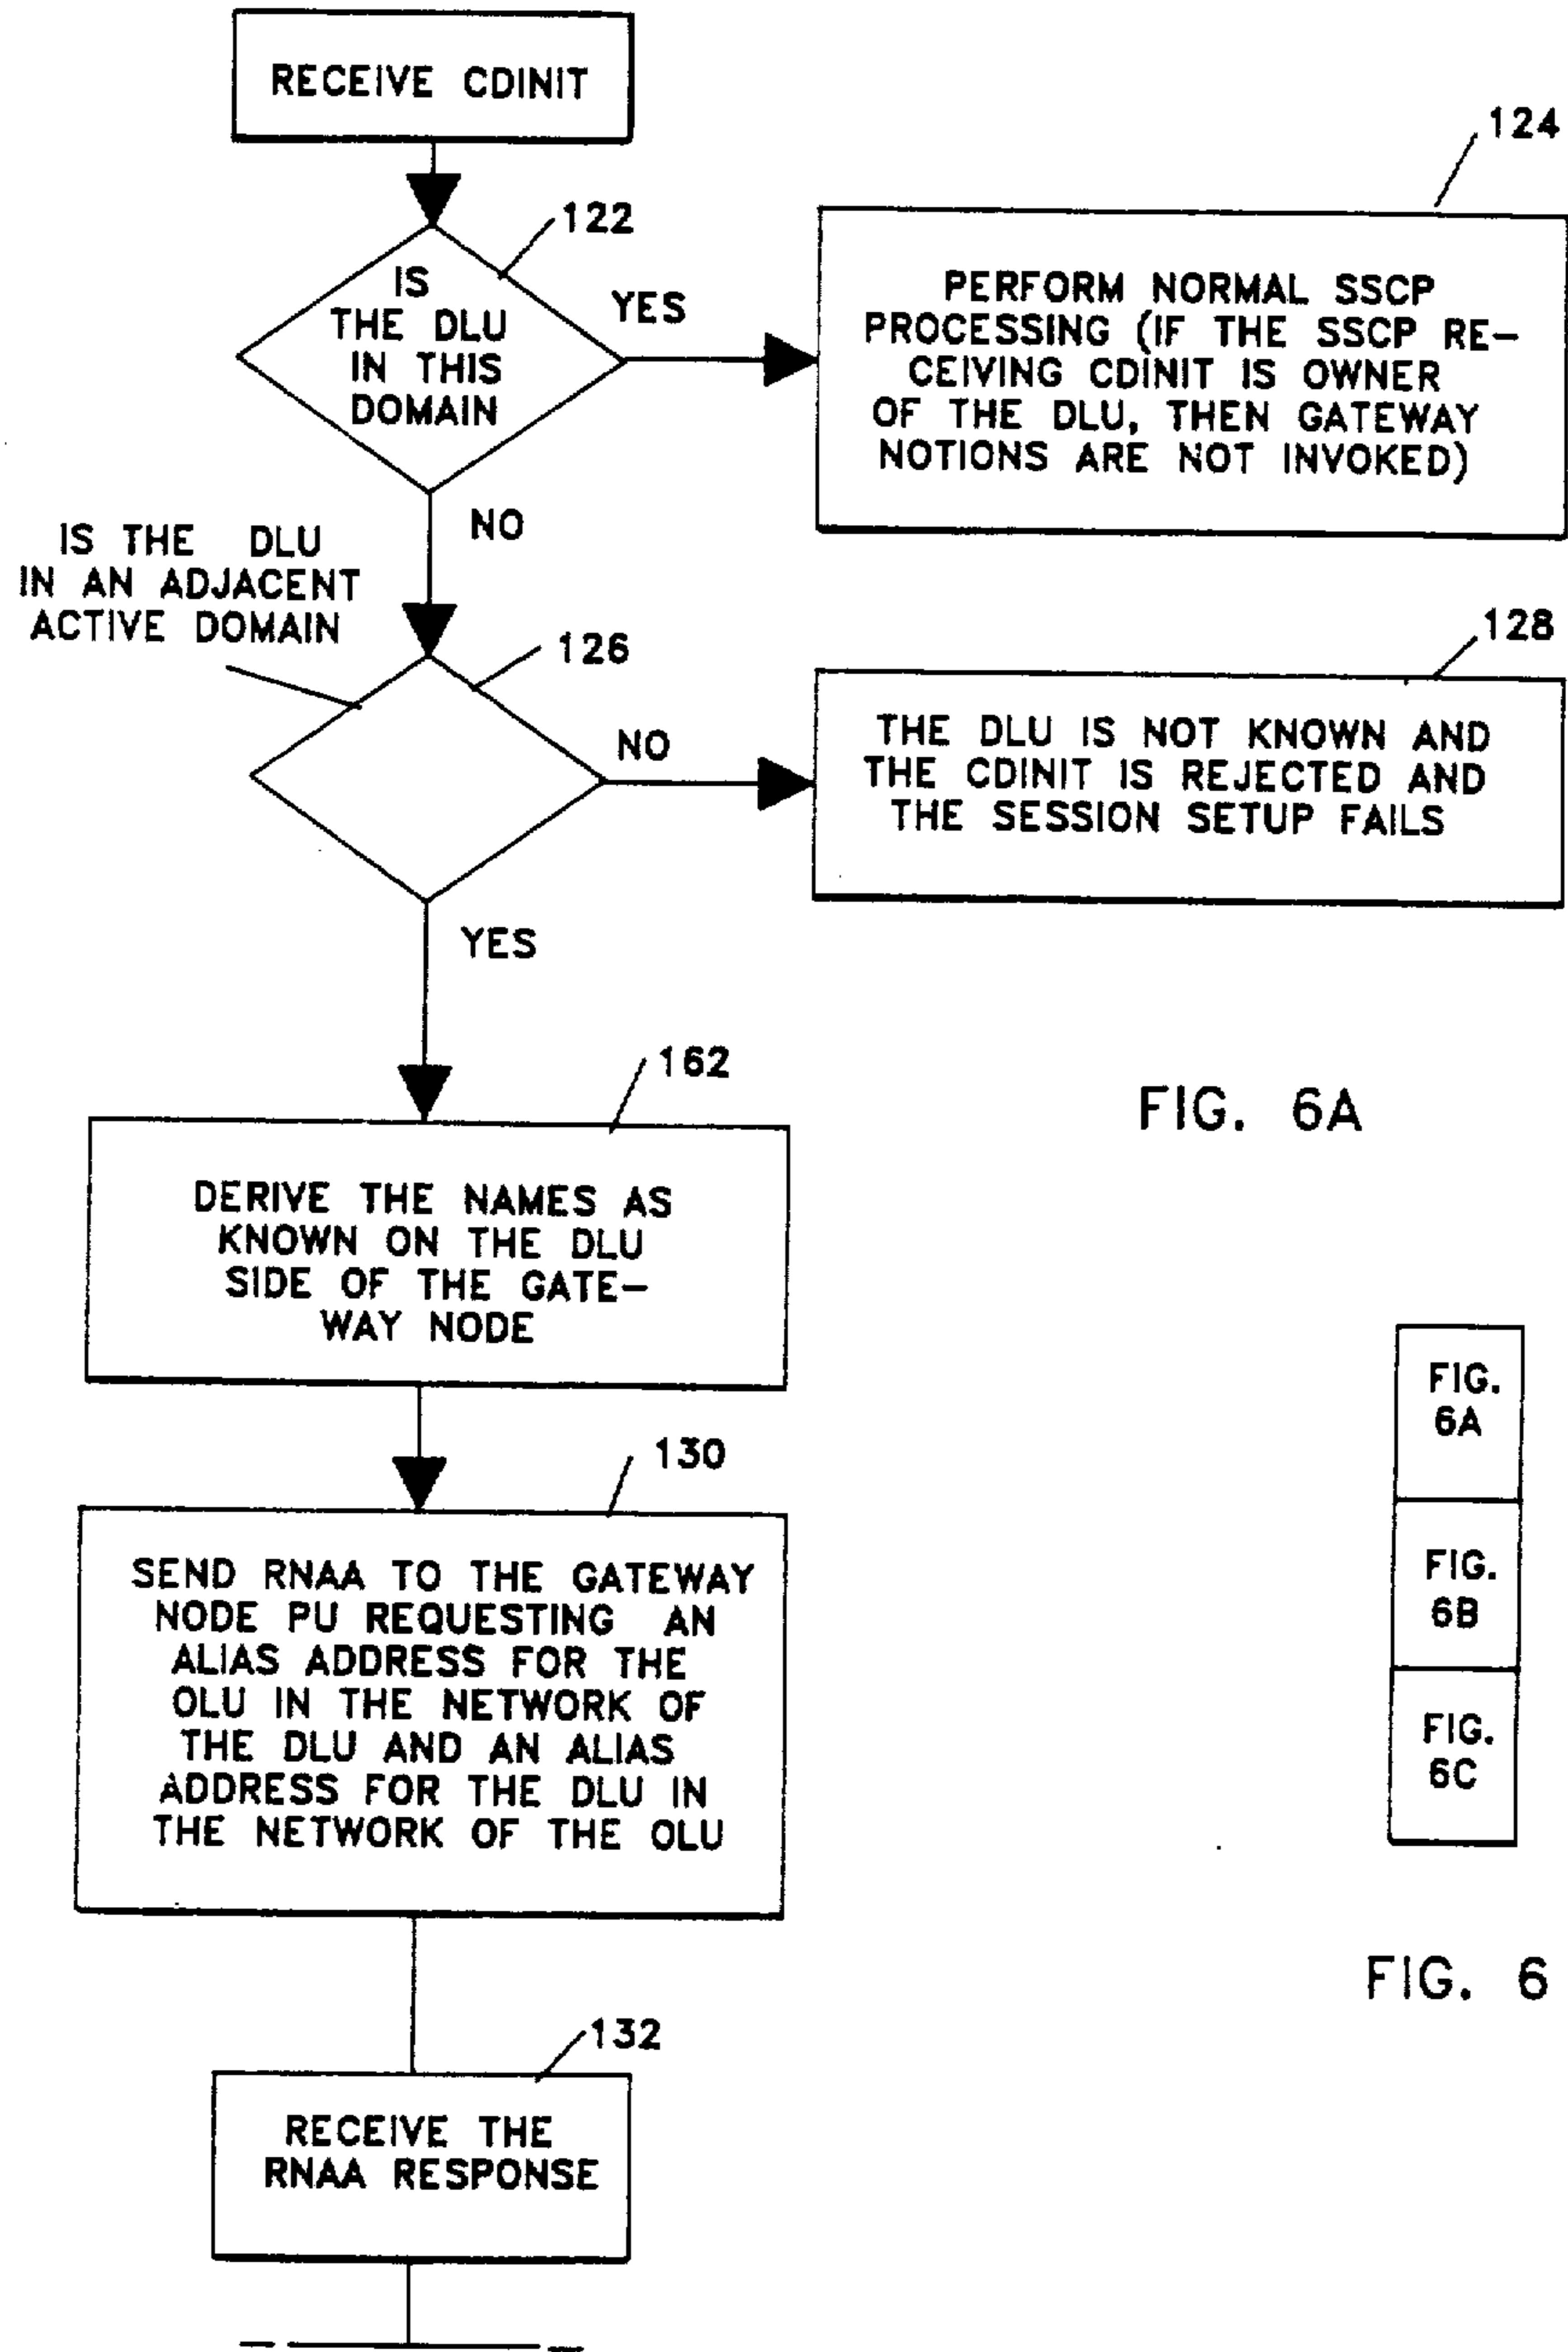 RECEIVE CDINIT
122
124
IS
THE DLU
IN THIS
DOMAIN
YES
PERFORM NORMAL SSCP
PROCESSING (IF THE SSCP RE-
CEIVING CDINIT IS OWNER
OF THE DLU, THEN GATEWAY
NOTIONS ARE NOT INVOKED)
NO
IS THE DLU
IN AN ADJACENT
ACTIVE DOMAIN
126
128
NO
THE DLU IS NOT KNOWN AND
THE CDINIT IS REJECTED AND
THE SESSION SETUP FAILS
YES
162
DERIVE THE NAMES AS
KNOWN ON THE DLU
SIDE OF THE GATE-
WAY NODE
FIG. 6A
130
SEND RNAA TO THE GATEWAY
NODE PU REQUESTING AN
ALIAS ADDRESS FOR THE
OLU IN THE NETWORK OF
THE DLU AND AN ALIAS
ADDRESS FOR THE DLU IN
THE NETWORK OF THE OLU
FIG.
6A
FIG.
6B
FIG.
6C
FIG. 6
132
RECEIVE THE
RNAA RESPONSE